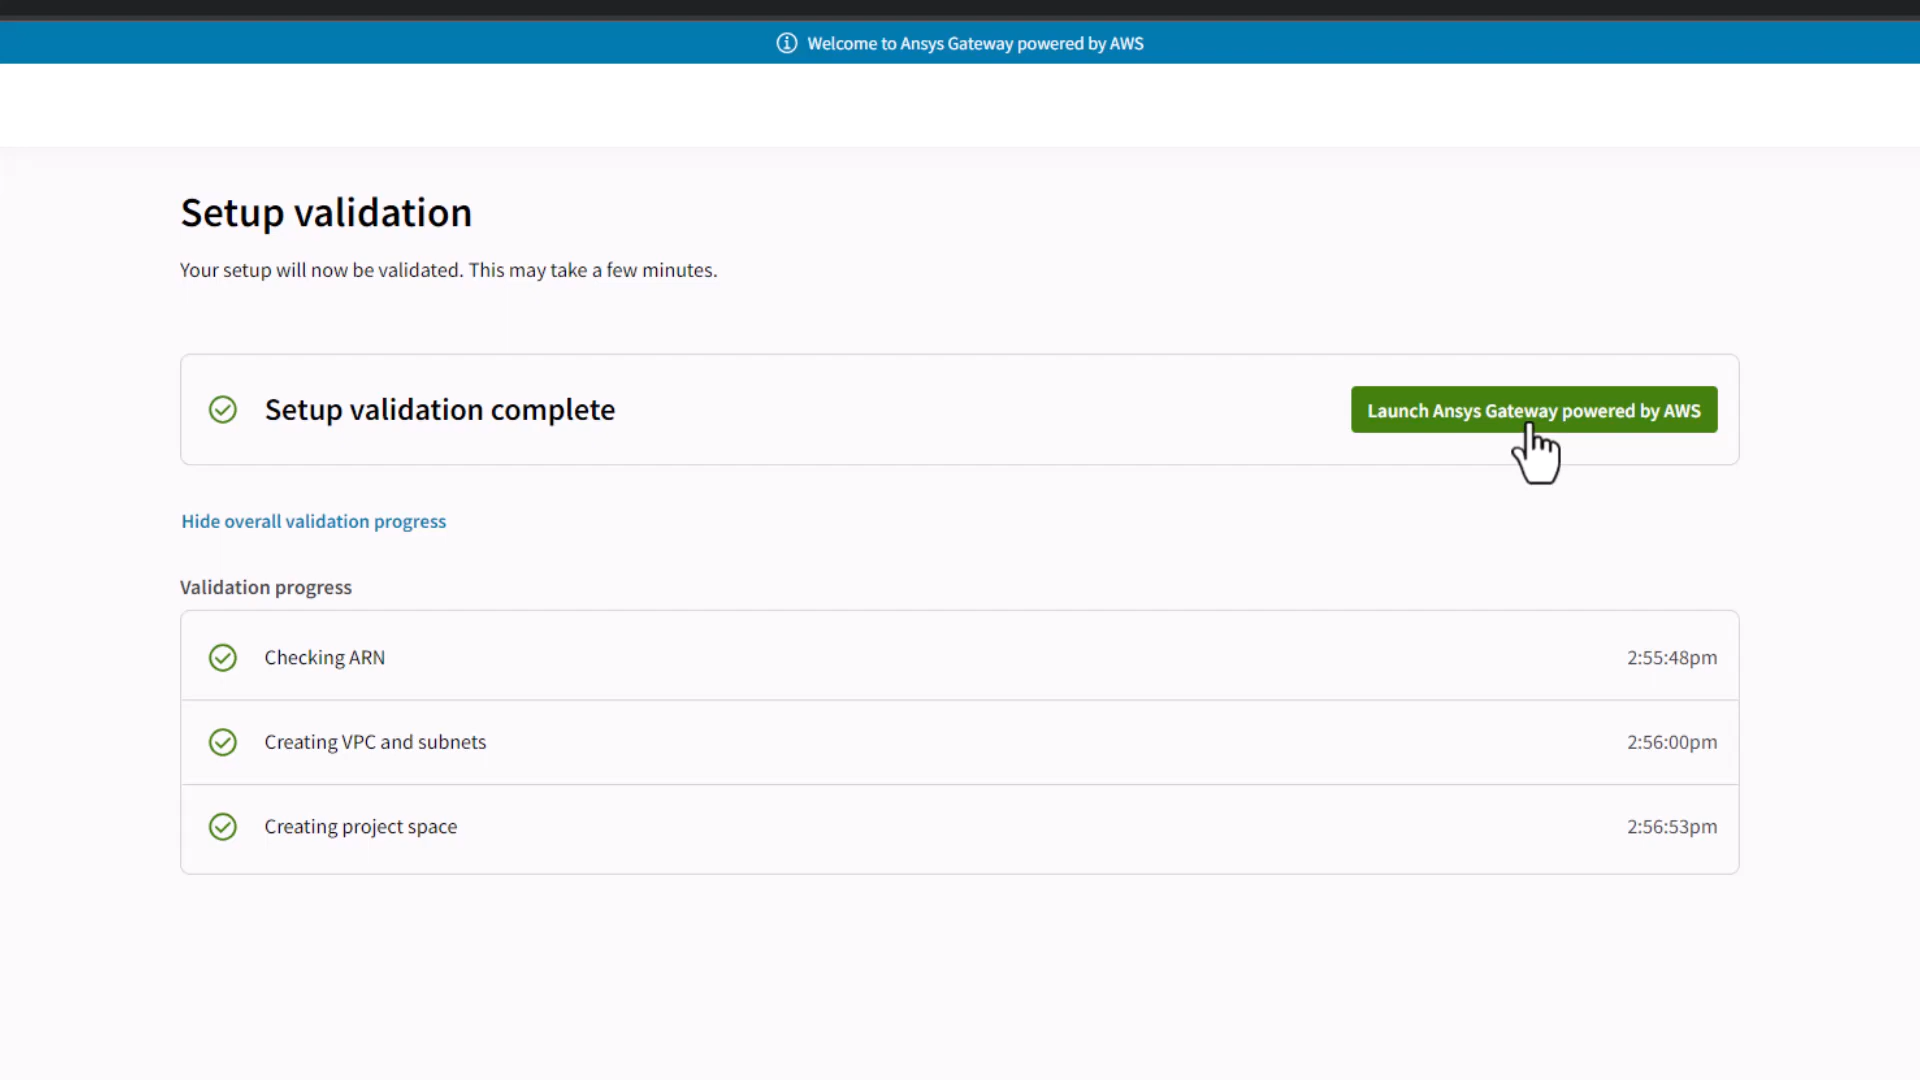 Welcome to Ansys Gateway powered by AWS
Setup validation
Your setup will now be validated. This may take a few minutes.
Setup validation complete
Launch Ansys Gateway powered by AWS
Hide overall validation progress
Validation progress
Checking ARN 2:55:48pm
Creating VPC and subnets 2:56:00pm
Creating project space 2:56:53pm